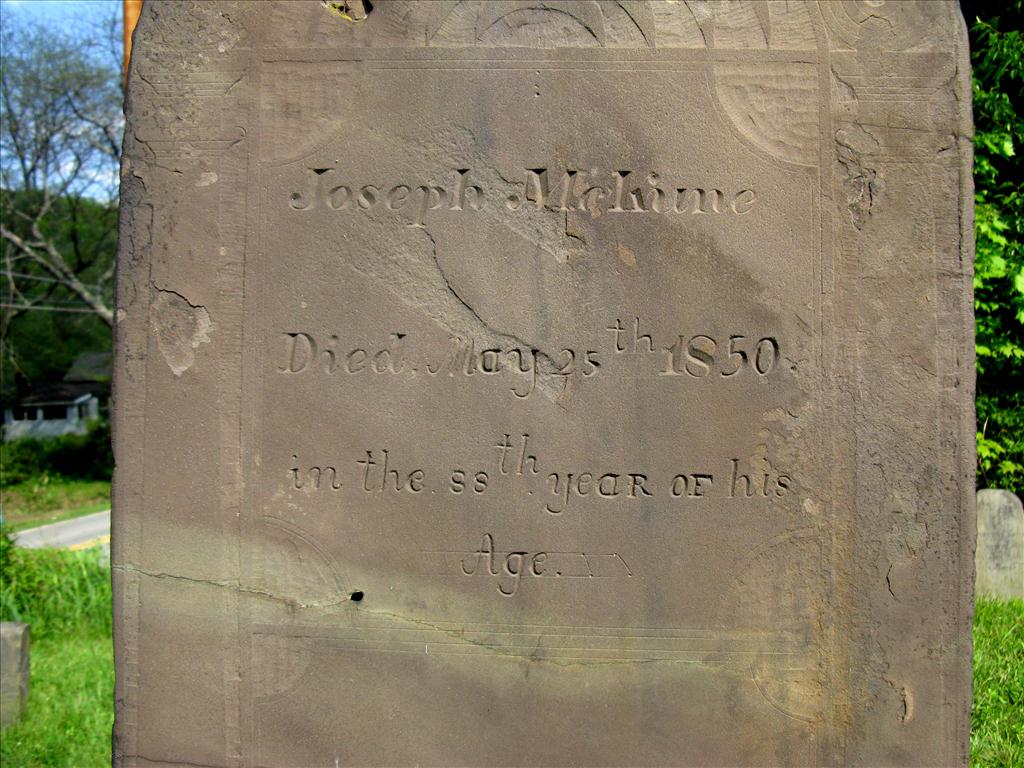 Joseph McKune
Died. May 25th 1850.
in the 88th year of his
Age.